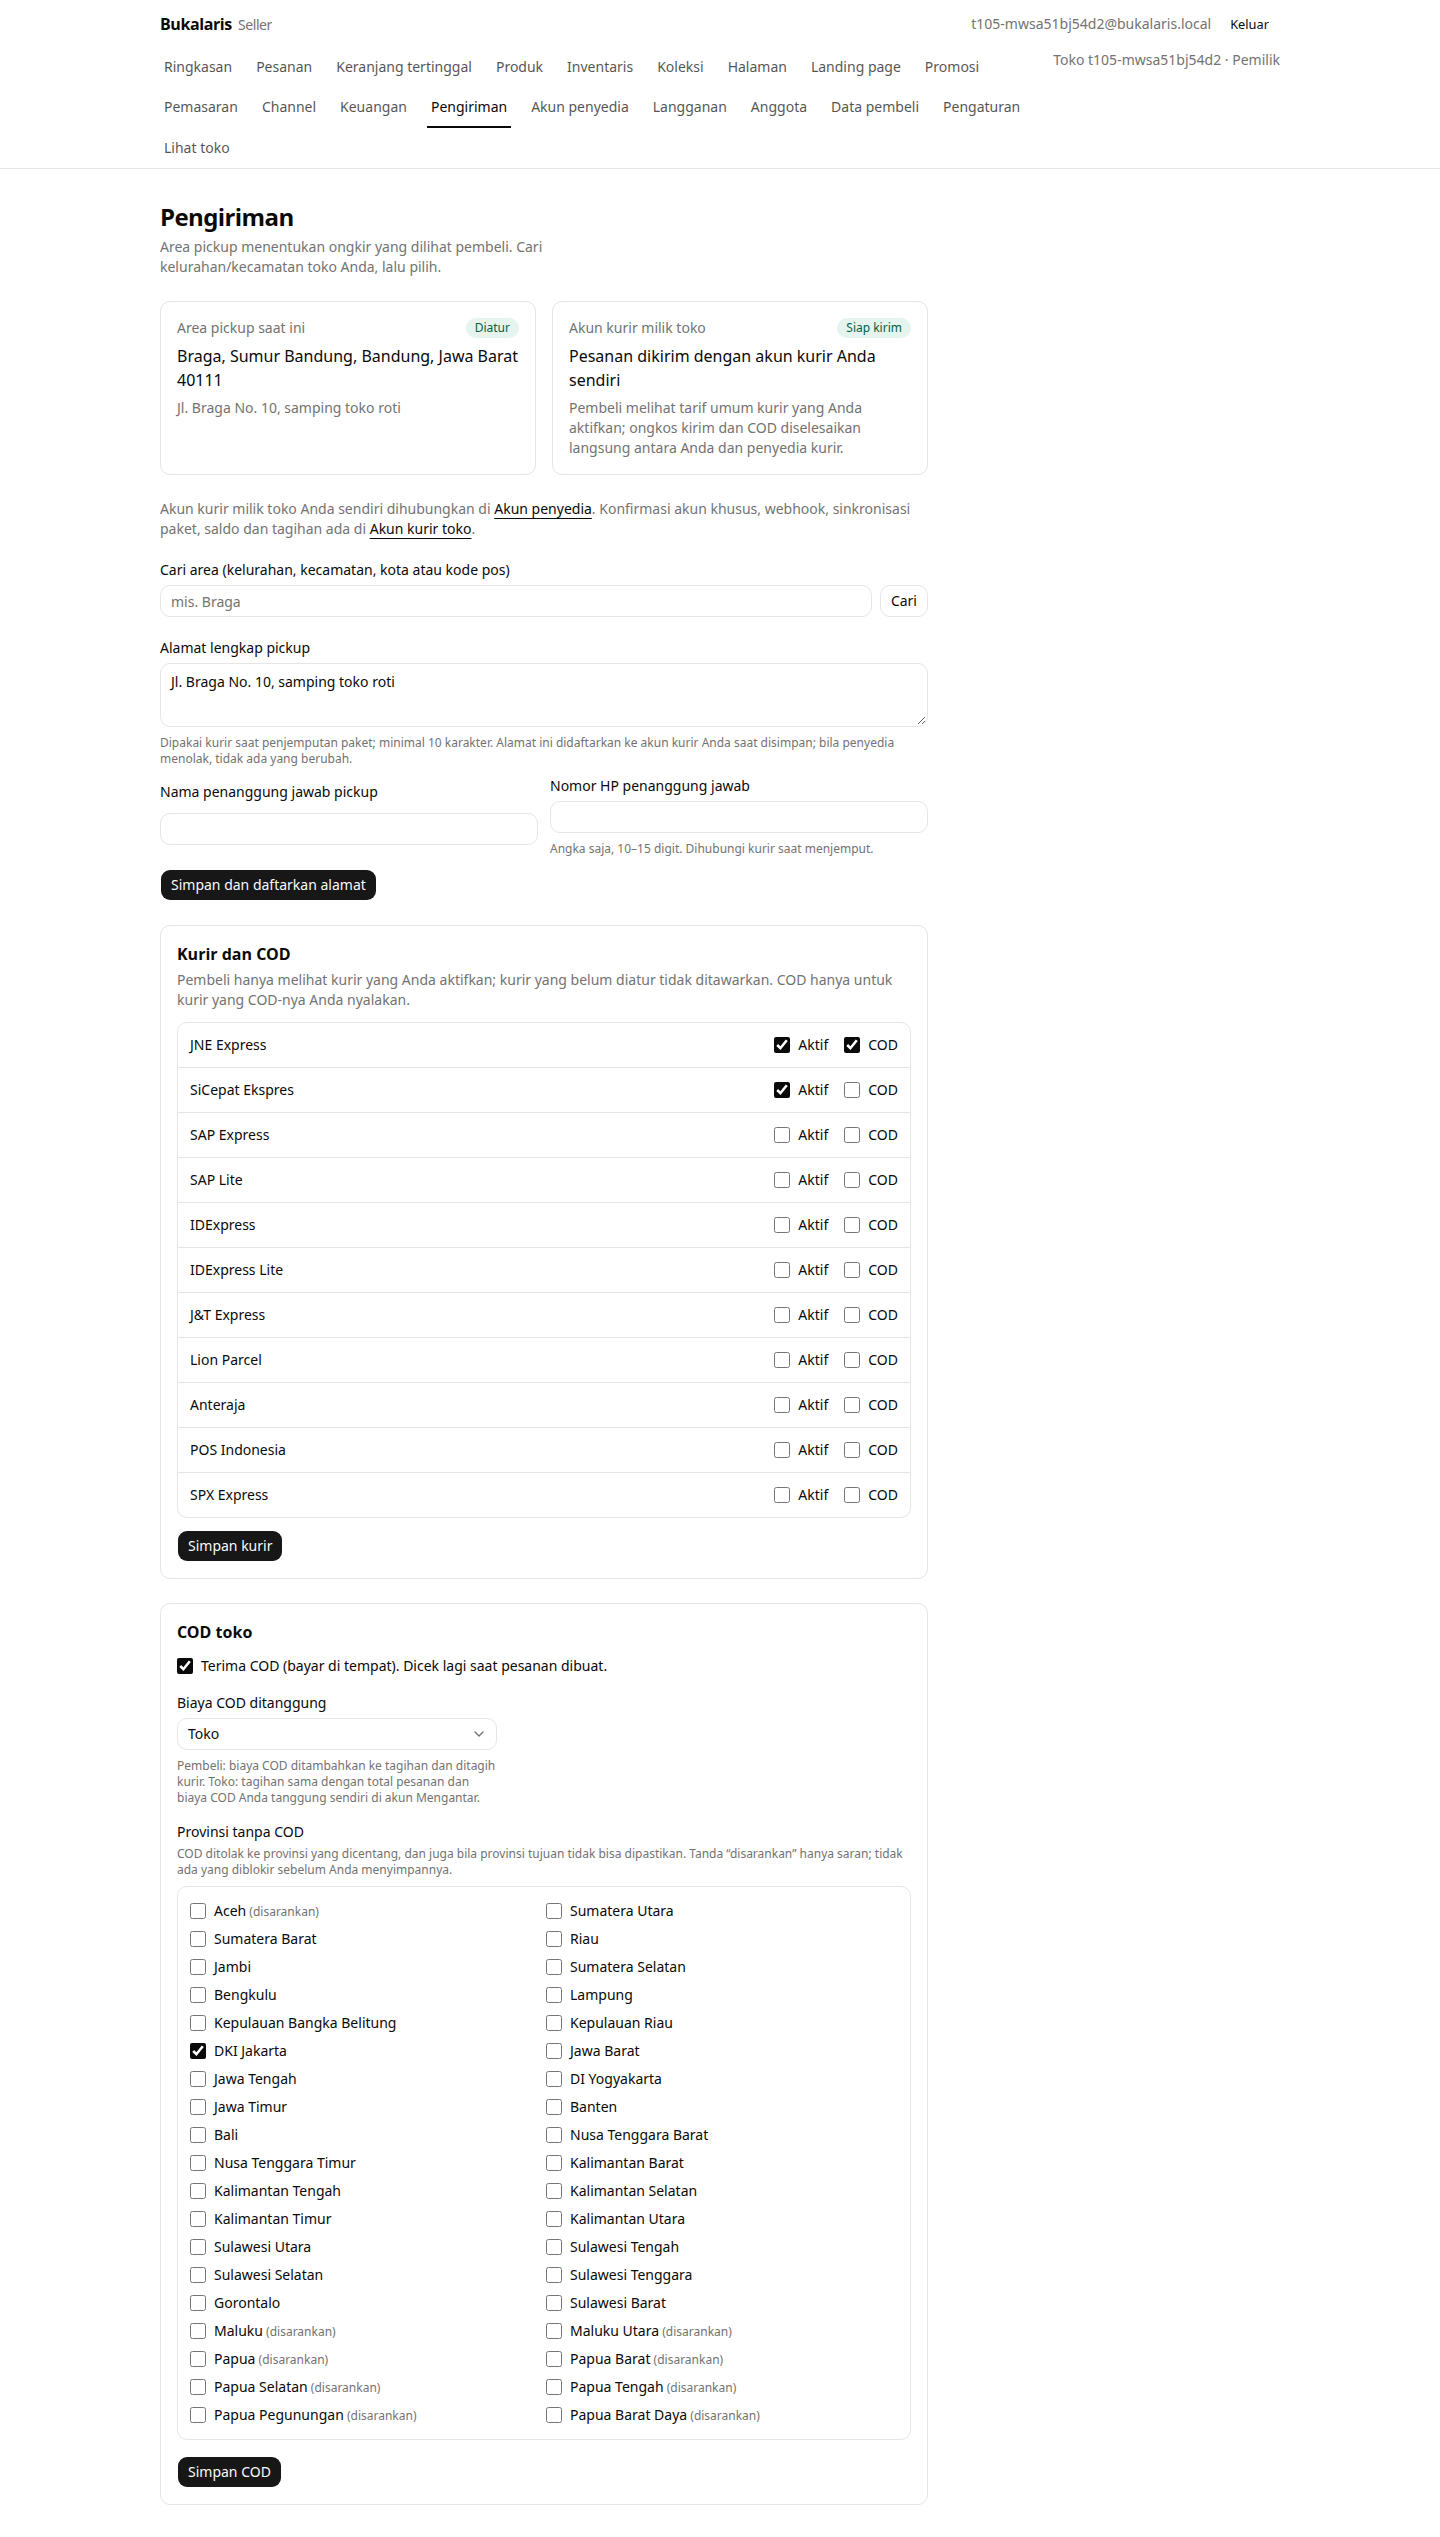 Bukalaris Seller
t105-mwsa51bj54d2@bukalaris.local Keluar
Ringkasan Pesanan Keranjang tertinggal Produk Inventaris Koleksi Halaman Landing page Promosi
Toko t105-mwsa51bj54d2 · Pemilik
Pemasaran Channel Keuangan Pengiriman Akun penyedia Langganan Anggota Data pembeli Pengaturan
Lihat toko
Pengiriman
Area pickup menentukan ongkir yang dilihat pembeli. Cari
kelurahan/kecamatan toko Anda, lalu pilih.
Area pickup saat ini Diatur
Braga, Sumur Bandung, Bandung, Jawa Barat
40111
Jl. Braga No. 10, samping toko roti
Akun kurir milik toko Siap kirim
Pesanan dikirim dengan akun kurir Anda
sendiri
Pembeli melihat tarif umum kurir yang Anda
aktifkan; ongkos kirim dan COD diselesaikan
langsung antara Anda dan penyedia kurir.
Akun kurir milik toko Anda sendiri dihubungkan di Akun penyedia. Konfirmasi akun khusus, webhook, sinkronisasi
paket, saldo dan tagihan ada di Akun kurir toko.
Cari area (kelurahan, kecamatan, kota atau kode pos)
mis. Braga Cari
Alamat lengkap pickup
Jl. Braga No. 10, samping toko roti
Dipakai kurir saat penjemputan paket; minimal 10 karakter. Alamat ini didaftarkan ke akun kurir Anda saat disimpan; bila penyedia
menolak, tidak ada yang berubah.
Nama penanggung jawab pickup
Nomor HP penanggung jawab
Angka saja, 10–15 digit. Dihubungi kurir saat menjemput.
Simpan dan daftarkan alamat
Kurir dan COD
Pembeli hanya melihat kurir yang Anda aktifkan; kurir yang belum diatur tidak ditawarkan. COD hanya untuk
kurir yang COD-nya Anda nyalakan.
JNE Express Aktif COD
SiCepat Ekspres Aktif COD
SAP Express Aktif COD
SAP Lite Aktif COD
IDExpress Aktif COD
IDExpress Lite Aktif COD
J&T Express Aktif COD
Lion Parcel Aktif COD
Anteraja Aktif COD
POS Indonesia Aktif COD
SPX Express Aktif COD
Simpan kurir
COD toko
Terima COD (bayar di tempat). Dicek lagi saat pesanan dibuat.
Biaya COD ditanggung
Toko
Pembeli: biaya COD ditambahkan ke tagihan dan ditagih
kurir. Toko: tagihan sama dengan total pesanan dan
biaya COD Anda tanggung sendiri di akun Mengantar.
Provinsi tanpa COD
COD ditolak ke provinsi yang dicentang, dan juga bila provinsi tujuan tidak bisa dipastikan. Tanda “disarankan” hanya saran; tidak
ada yang diblokir sebelum Anda menyimpannya.
Aceh (disarankan) Sumatera Utara
Sumatera Barat Riau
Jambi Sumatera Selatan
Bengkulu Lampung
Kepulauan Bangka Belitung Kepulauan Riau
DKI Jakarta Jawa Barat
Jawa Tengah DI Yogyakarta
Jawa Timur Banten
Bali Nusa Tenggara Barat
Nusa Tenggara Timur Kalimantan Barat
Kalimantan Tengah Kalimantan Selatan
Kalimantan Timur Kalimantan Utara
Sulawesi Utara Sulawesi Tengah
Sulawesi Selatan Sulawesi Tenggara
Gorontalo Sulawesi Barat
Maluku (disarankan) Maluku Utara (disarankan)
Papua (disarankan) Papua Barat (disarankan)
Papua Selatan (disarankan) Papua Tengah (disarankan)
Papua Pegunungan (disarankan) Papua Barat Daya (disarankan)
Simpan COD